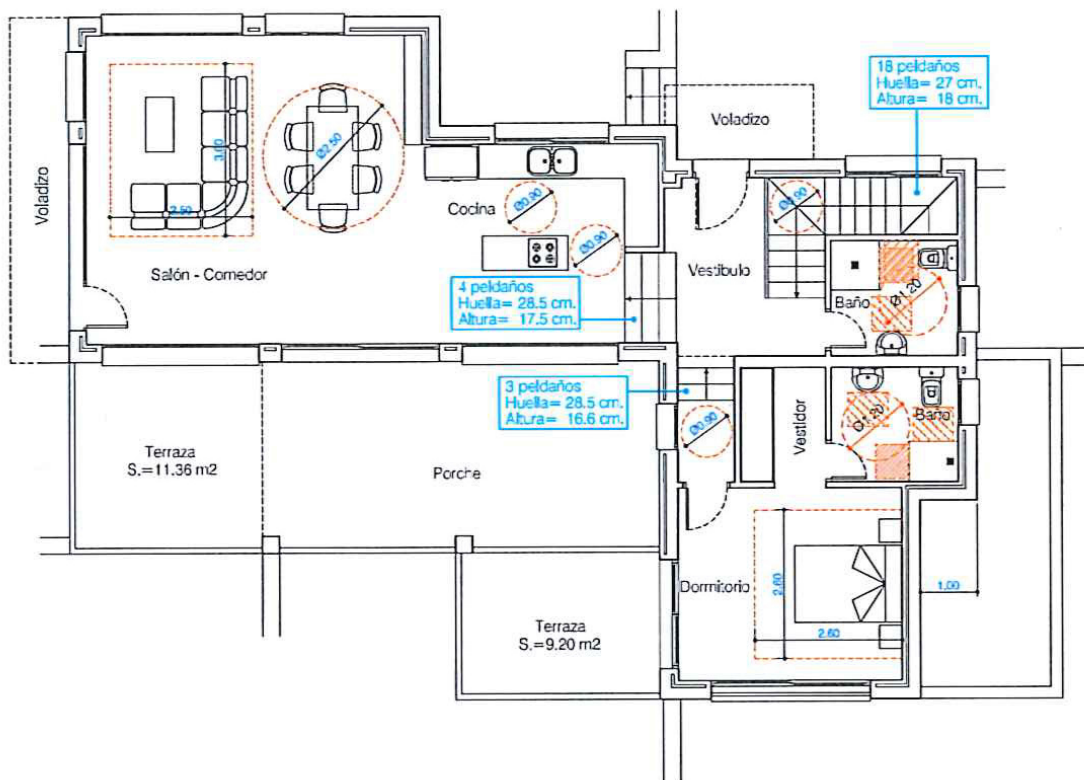 18 peldaños
Huella= 27 cm.
Altura= 18 cm.
Voladizo
Voladizo
3.00
2.50
Ø2.50
Cocina
Ø0.90
Ø0.90
Ø0.90
Salón - Comedor
Vestibulo
Baño
Ø1.20
4 peldaños
Huella= 28.5 cm.
Altura= 17.5 cm.
3 peldaños
Huella= 28.5 cm.
Altura= 16.6 cm.
Ø0.90
Vestidor
Ø1.20
Baño
Terraza
S.=11.36 m2
Porche
Dormitorio
2.60
2.60
1.00
Terraza
S.=9.20 m2